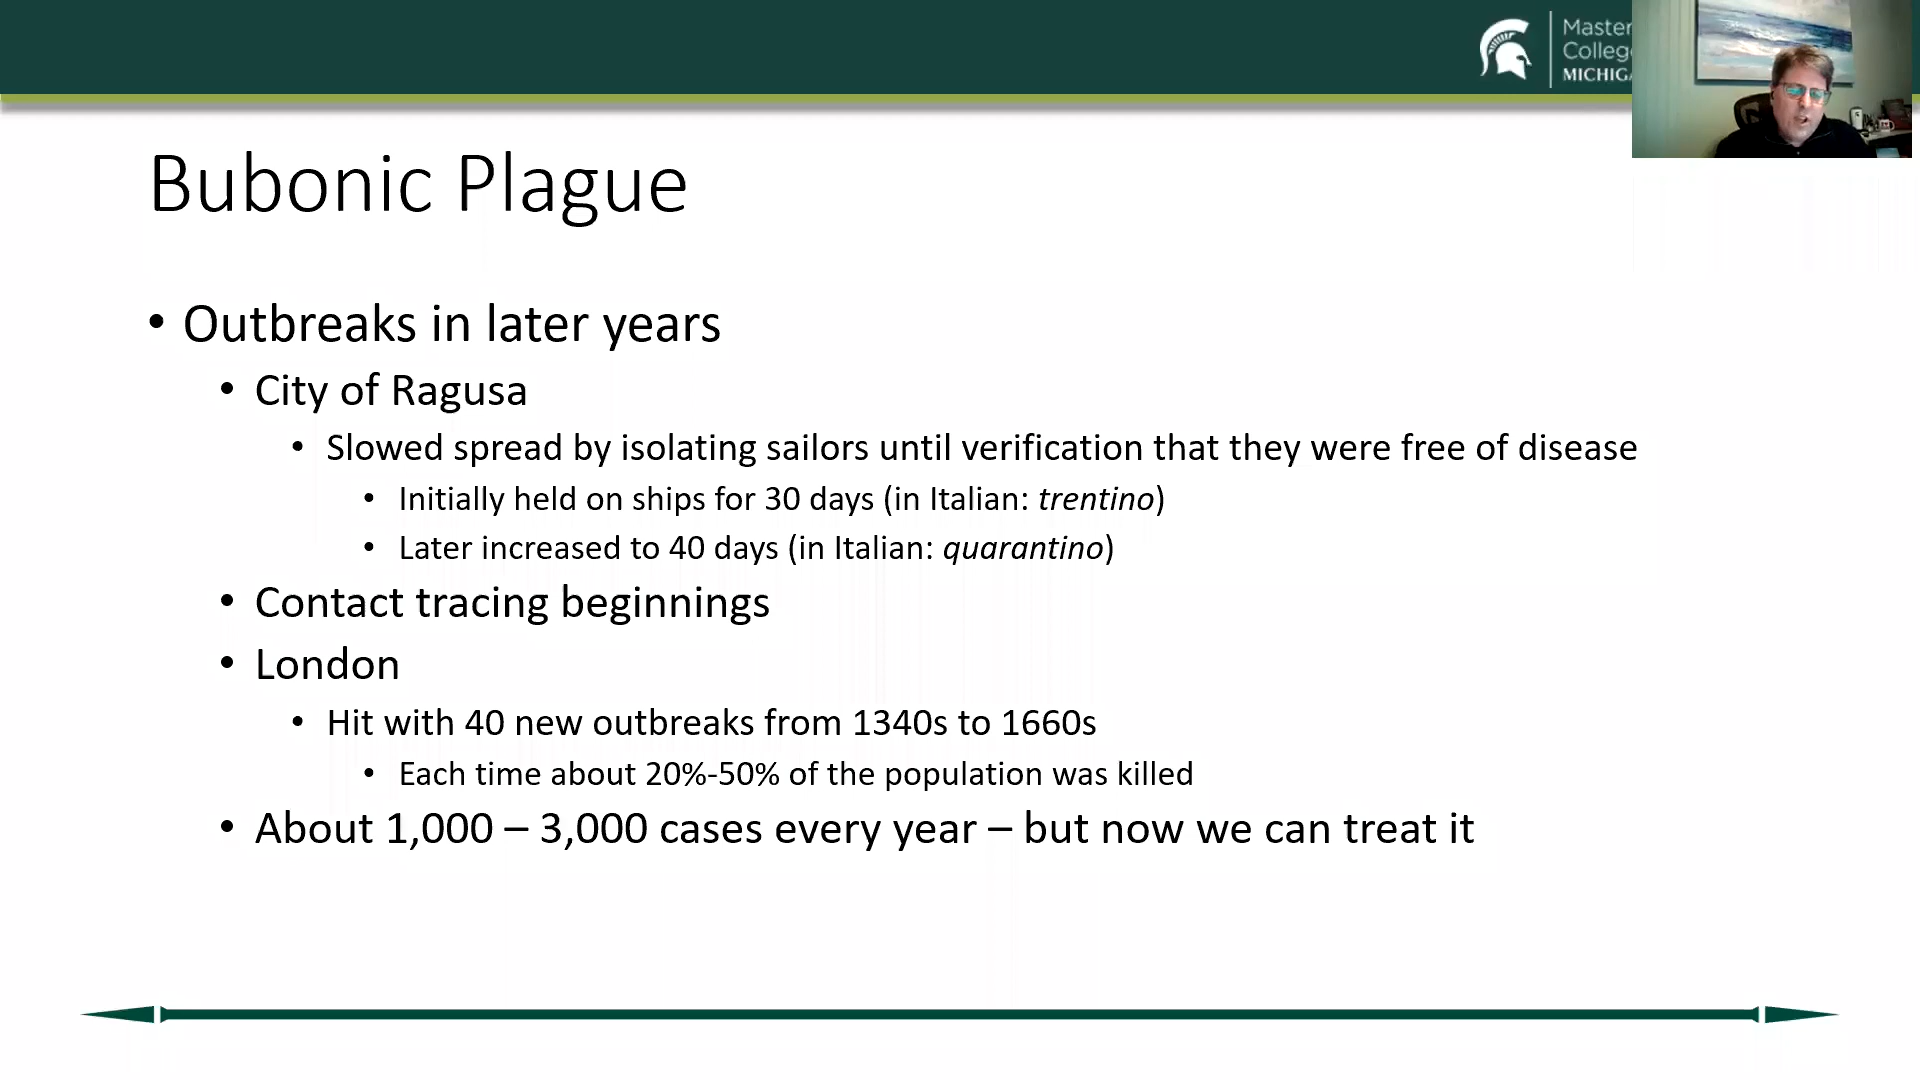 Master
Colleg
MICHIG
Bubonic Plague
• Outbreaks in later years
• City of Ragusa
• Slowed spread by isolating sailors until verification that they were free of disease
• Initially held on ships for 30 days (in Italian: trentino)
• Later increased to 40 days (in Italian: quarantino)
• Contact tracing beginnings
• London
• Hit with 40 new outbreaks from 1340s to 1660s
• Each time about 20%-50% of the population was killed
• About 1,000 – 3,000 cases every year – but now we can treat it